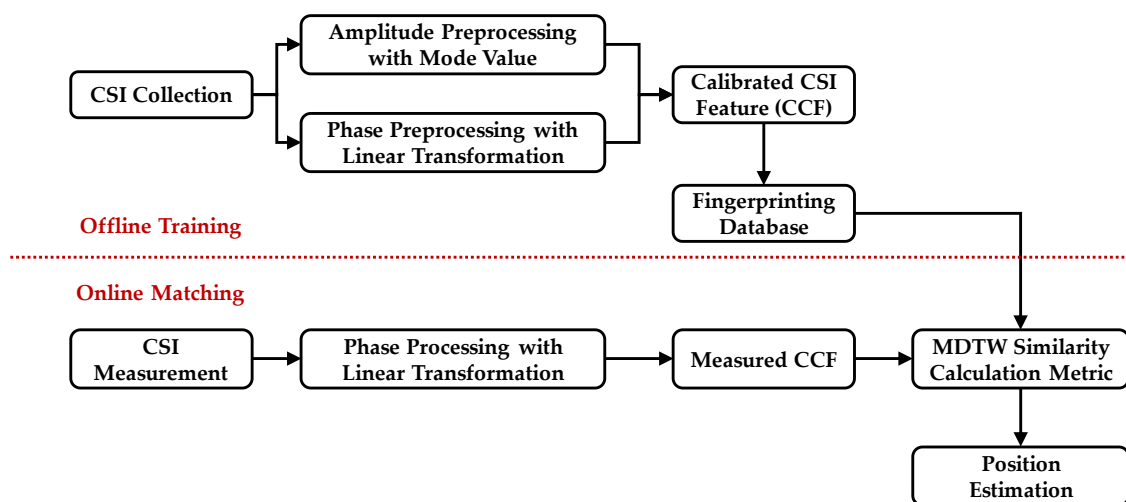 Amplitude Preprocessing
with Mode Value
CSI Collection
Calibrated CSI
Feature (CCF)
Phase Preprocessing with
Linear Transformation
Fingerprinting
Database
Offline Training
Online Matching
CSI
Measurement
Phase Processing with
Linear Transformation
Measured CCF
MDTW Similarity
Calculation Metric
Position
Estimation